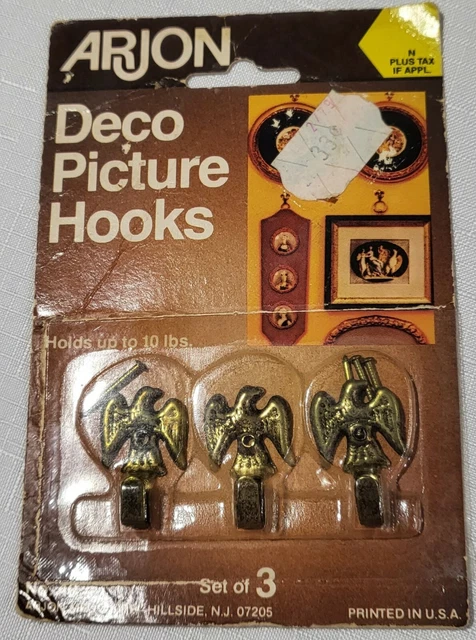 ARJON
N
PLUS TAX
IF APPL.
Deco
Picture
Hooks
Holds up to 10 lbs.
Set of 3
HILLSIDE, N.J. 07205
PRINTED IN U.S.A.